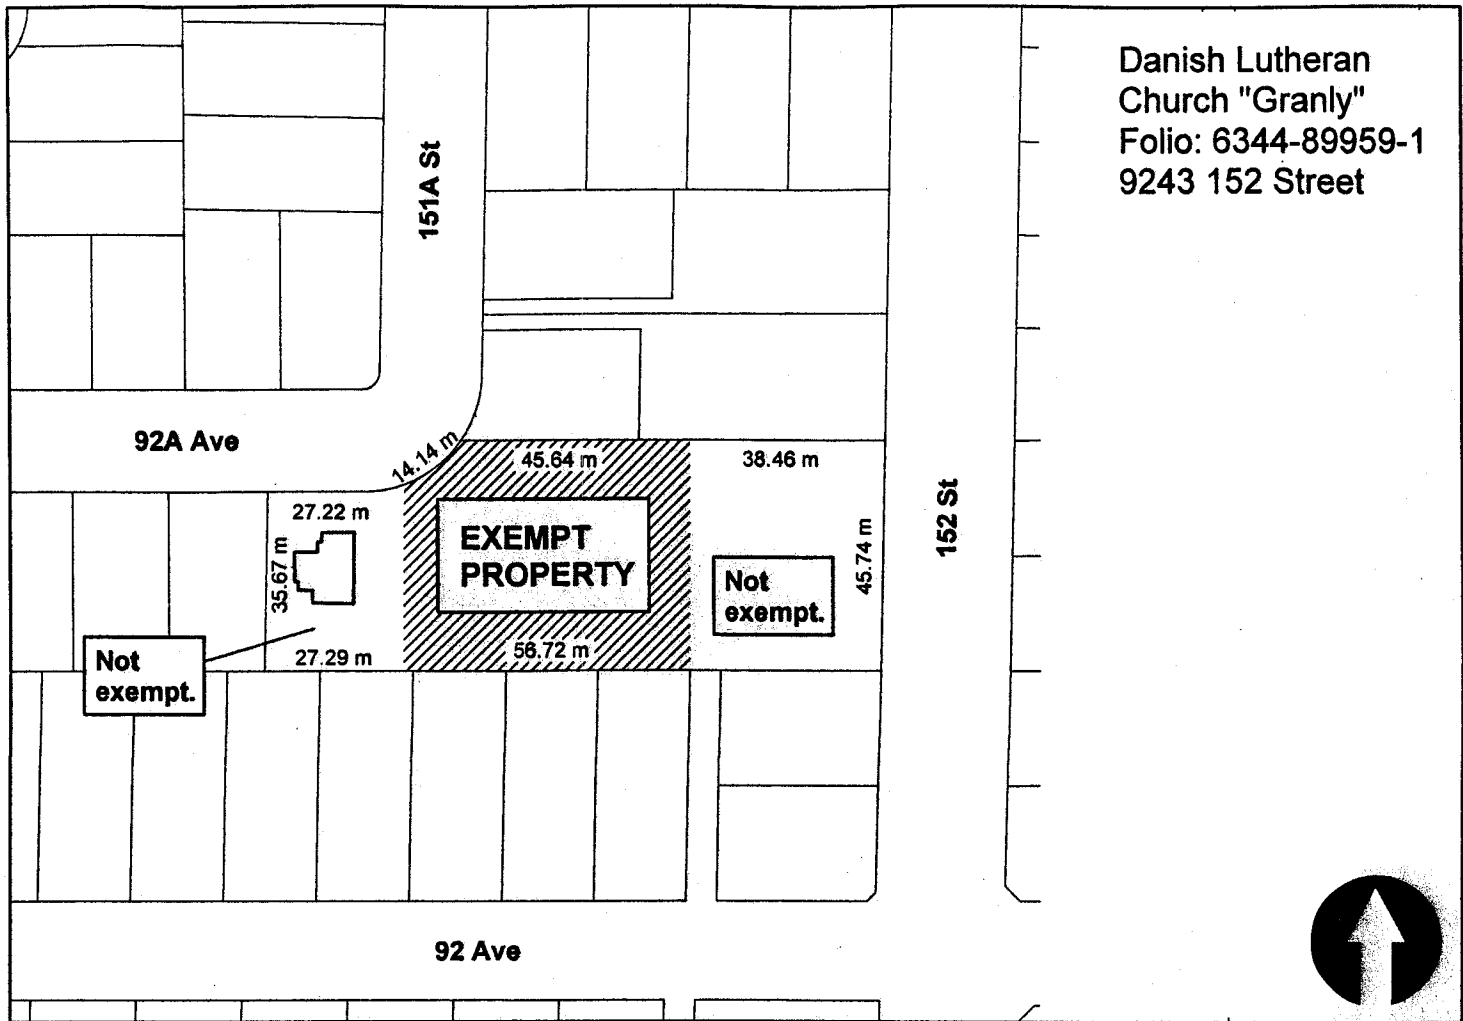 Danish Lutheran
Church "Granly"
Folio: 6344-89959-1
9243 152 Street
151A St
92A Ave
14.14 m
45.64 m
38.46 m
152 St
27.22 m
EXEMPT
PROPERTY
35.67 m
45.74 m
Not
exempt.
56.72 m
27.29 m
Not
exempt.
92 Ave